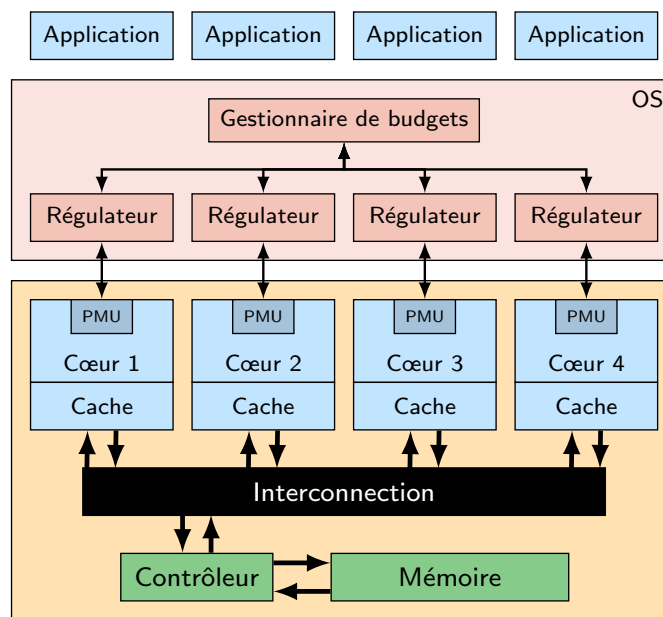 Application
Application
Application
Application
OS
Gestionnaire de budgets
Régulateur
Régulateur
Régulateur
Régulateur
PMU
PMU
PMU
PMU
Cœur 1
Cœur 2
Cœur 3
Cœur 4
Cache
Cache
Cache
Cache
Interconnection
Contrôleur
Mémoire